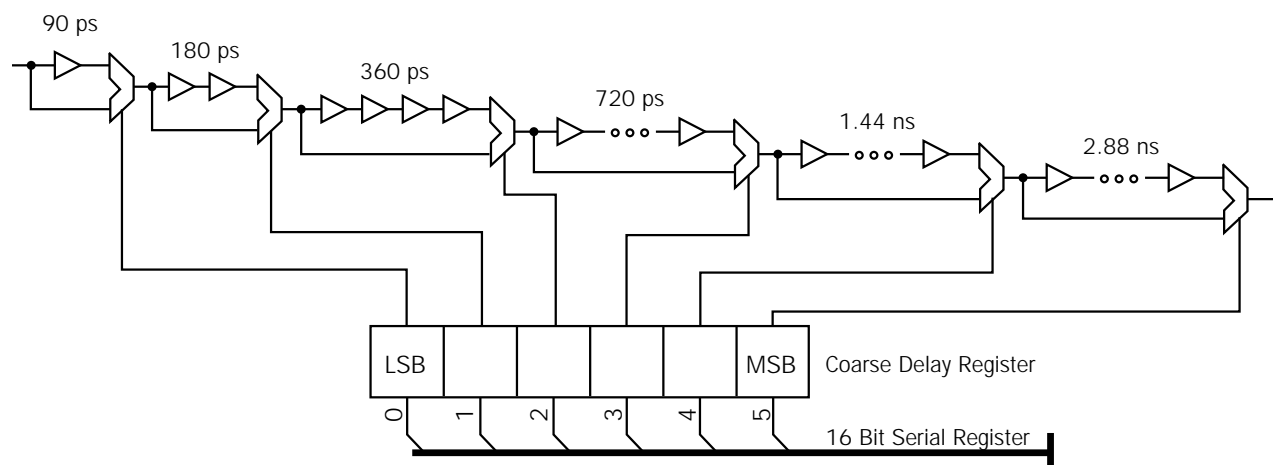 90 ps
180 ps
360 ps
720 ps
1.44 ns
2.88 ns
LSB
MSB
Coarse Delay Register
0
1
2
3
4
5
16 Bit Serial Register